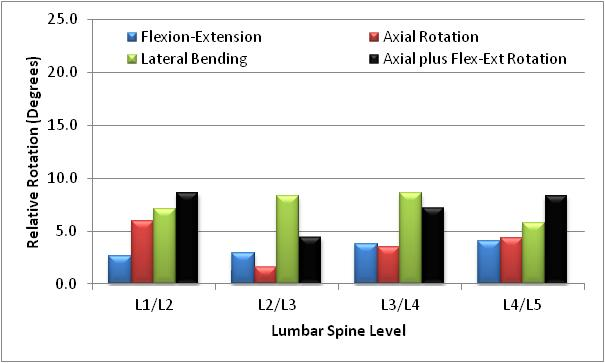 25.0
Flexion-Extension
Axial Rotation
Lateral Bending
Axial plus Flex-Ext Rotation
20.0
15.0
10.0
5.0
0.0
Relative Rotation (Degrees)
L1/L2
L2/L3
L3/L4
L4/L5
Lumbar Spine Level